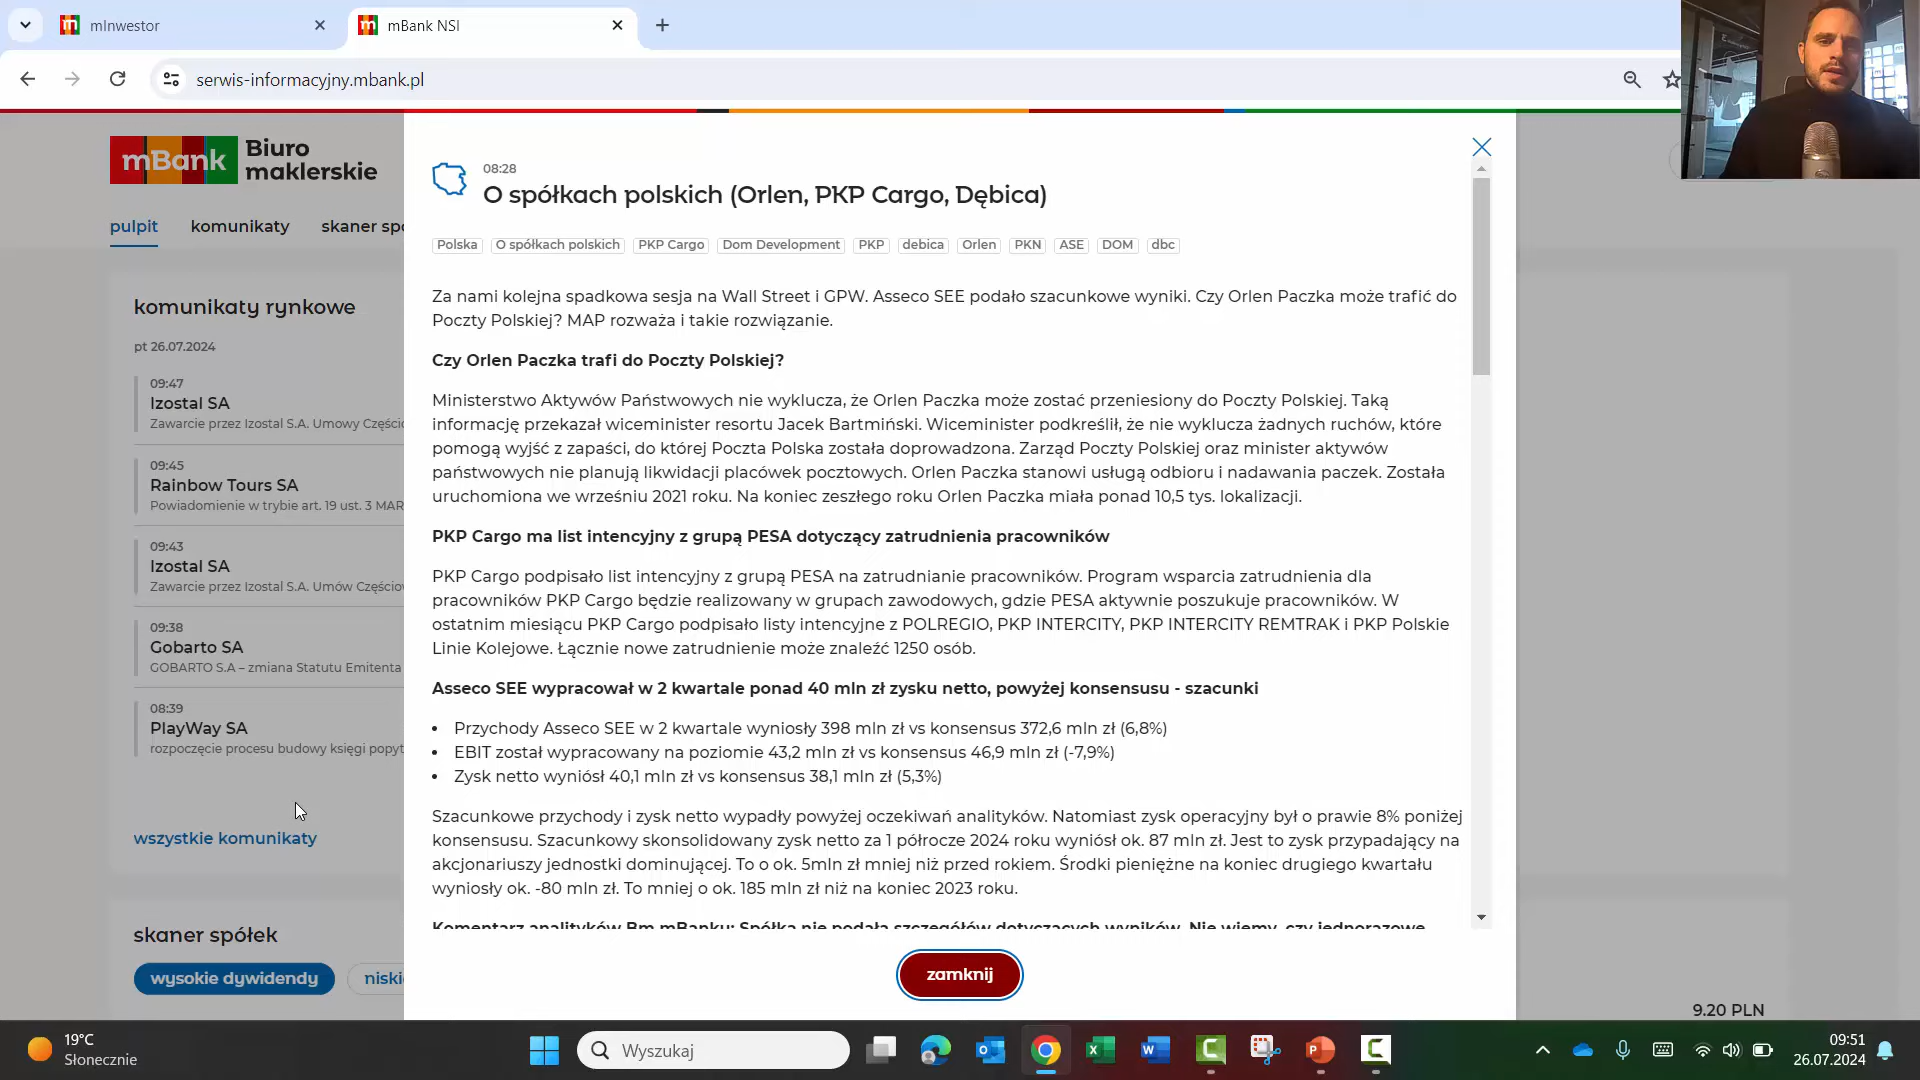 mInwestor
mBank NSI
serwis-informacyjny.mbank.pl
mBank Biuro maklerskie
pulpit komunikaty skaner spó
komunikaty rynkowe
pt 26.07.2024
09:47
Izostal SA
Zawarcie przez Izostal S.A. Umowy Częścio
09:45
Rainbow Tours SA
Powiadomienie w trybie art. 19 ust. 3 MAR
09:43
Izostal SA
Zawarcie przez Izostal S.A. Umów Częściow
09:38
Gobarto SA
GOBARTO S.A – zmiana Statutu Emitenta
08:39
PlayWay SA
rozpoczęcie procesu budowy księgi popyt
wszystkie komunikaty
skaner spółek
wysokie dywidendy niski
08:28
O spółkach polskich (Orlen, PKP Cargo, Dębica)
Polska O spółkach polskich PKP Cargo Dom Development PKP debica Orlen PKN ASE DOM dbc
Za nami kolejna spadkowa sesja na Wall Street i GPW. Asseco SEE podało szacunkowe wyniki. Czy Orlen Paczka może trafić do
Poczty Polskiej? MAP rozważa i takie rozwiązanie.
Czy Orlen Paczka trafi do Poczty Polskiej?
Ministerstwo Aktywów Państwowych nie wyklucza, że Orlen Paczka może zostać przeniesiony do Poczty Polskiej. Taką
informację przekazał wiceminister resortu Jacek Bartmiński. Wiceminister podkreślił, że nie wyklucza żadnych ruchów, które
pomogą wyjść z zapaści, do której Poczta Polska została doprowadzona. Zarząd Poczty Polskiej oraz minister aktywów
państwowych nie planują likwidacji placówek pocztowych. Orlen Paczka stanowi usługą odbioru i nadawania paczek. Została
uruchomiona we wrześniu 2021 roku. Na koniec zeszłego roku Orlen Paczka miała ponad 10,5 tys. lokalizacji.
PKP Cargo ma list intencyjny z grupą PESA dotyczący zatrudnienia pracowników
PKP Cargo podpisało list intencyjny z grupą PESA na zatrudnianie pracowników. Program wsparcia zatrudnienia dla
pracowników PKP Cargo będzie realizowany w grupach zawodowych, gdzie PESA aktywnie poszukuje pracowników. W
ostatnim miesiącu PKP Cargo podpisało listy intencyjne z POLREGIO, PKP INTERCITY, PKP INTERCITY REMTRAK i PKP Polskie
Linie Kolejowe. Łącznie nowe zatrudnienie może znaleźć 1250 osób.
Asseco SEE wypracował w 2 kwartale ponad 40 mln zł zysku netto, powyżej konsensusu - szacunki
• Przychody Asseco SEE w 2 kwartale wyniosły 398 mln zł vs konsensus 372,6 mln zł (6,8%)
• EBIT został wypracowany na poziomie 43,2 mln zł vs konsensus 46,9 mln zł (-7,9%)
• Zysk netto wyniósł 40,1 mln zł vs konsensus 38,1 mln zł (5,3%)
Szacunkowe przychody i zysk netto wypadły powyżej oczekiwań analityków. Natomiast zysk operacyjny był o prawie 8% poniżej
konsensusu. Szacunkowy skonsolidowany zysk netto za 1 półrocze 2024 roku wyniósł ok. 87 mln zł. Jest to zysk przypadający na
akcjonariuszy jednostki dominującej. To o ok. 5mln zł mniej niż przed rokiem. Środki pieniężne na koniec drugiego kwartału
wyniosły ok. -80 mln zł. To mniej o ok. 185 mln zł niż na koniec 2023 roku.
Komentarz analityków Bm mBanku: Spółka nie podała szczegółów dotyczących wyników. Nie wiemy, czy jednorazowe
zamknij
9.20 PLN
19°C
Słonecznie
Wyszukaj
09:51
26.07.2024